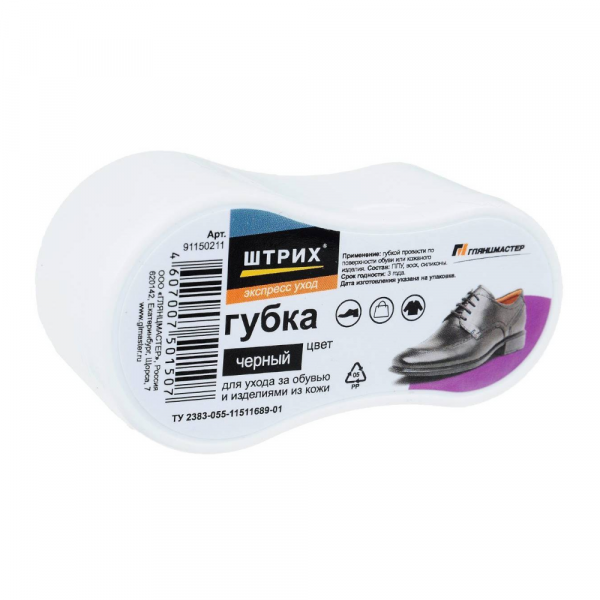 Арт.
91150211
4607007501507
ООО «ГЛЯНЦМАСТЕР», Россия
620142, Екатеринбург, Щорса, 7
www.glmaster.ru
ШТРИХ®
экспресс уход
губка
цвет
черный
для ухода за обувью
и изделиями из кожи
ТУ 2383-055-11511689-01
Применение: губкой провести по
поверхности обуви или кожаного
изделия. Состав: ППУ, воск, силиконы.
Срок годности: 3 года.
Дата изготовления указана на упаковке.
ГЛЯНЦМАСТЕР
05
PP